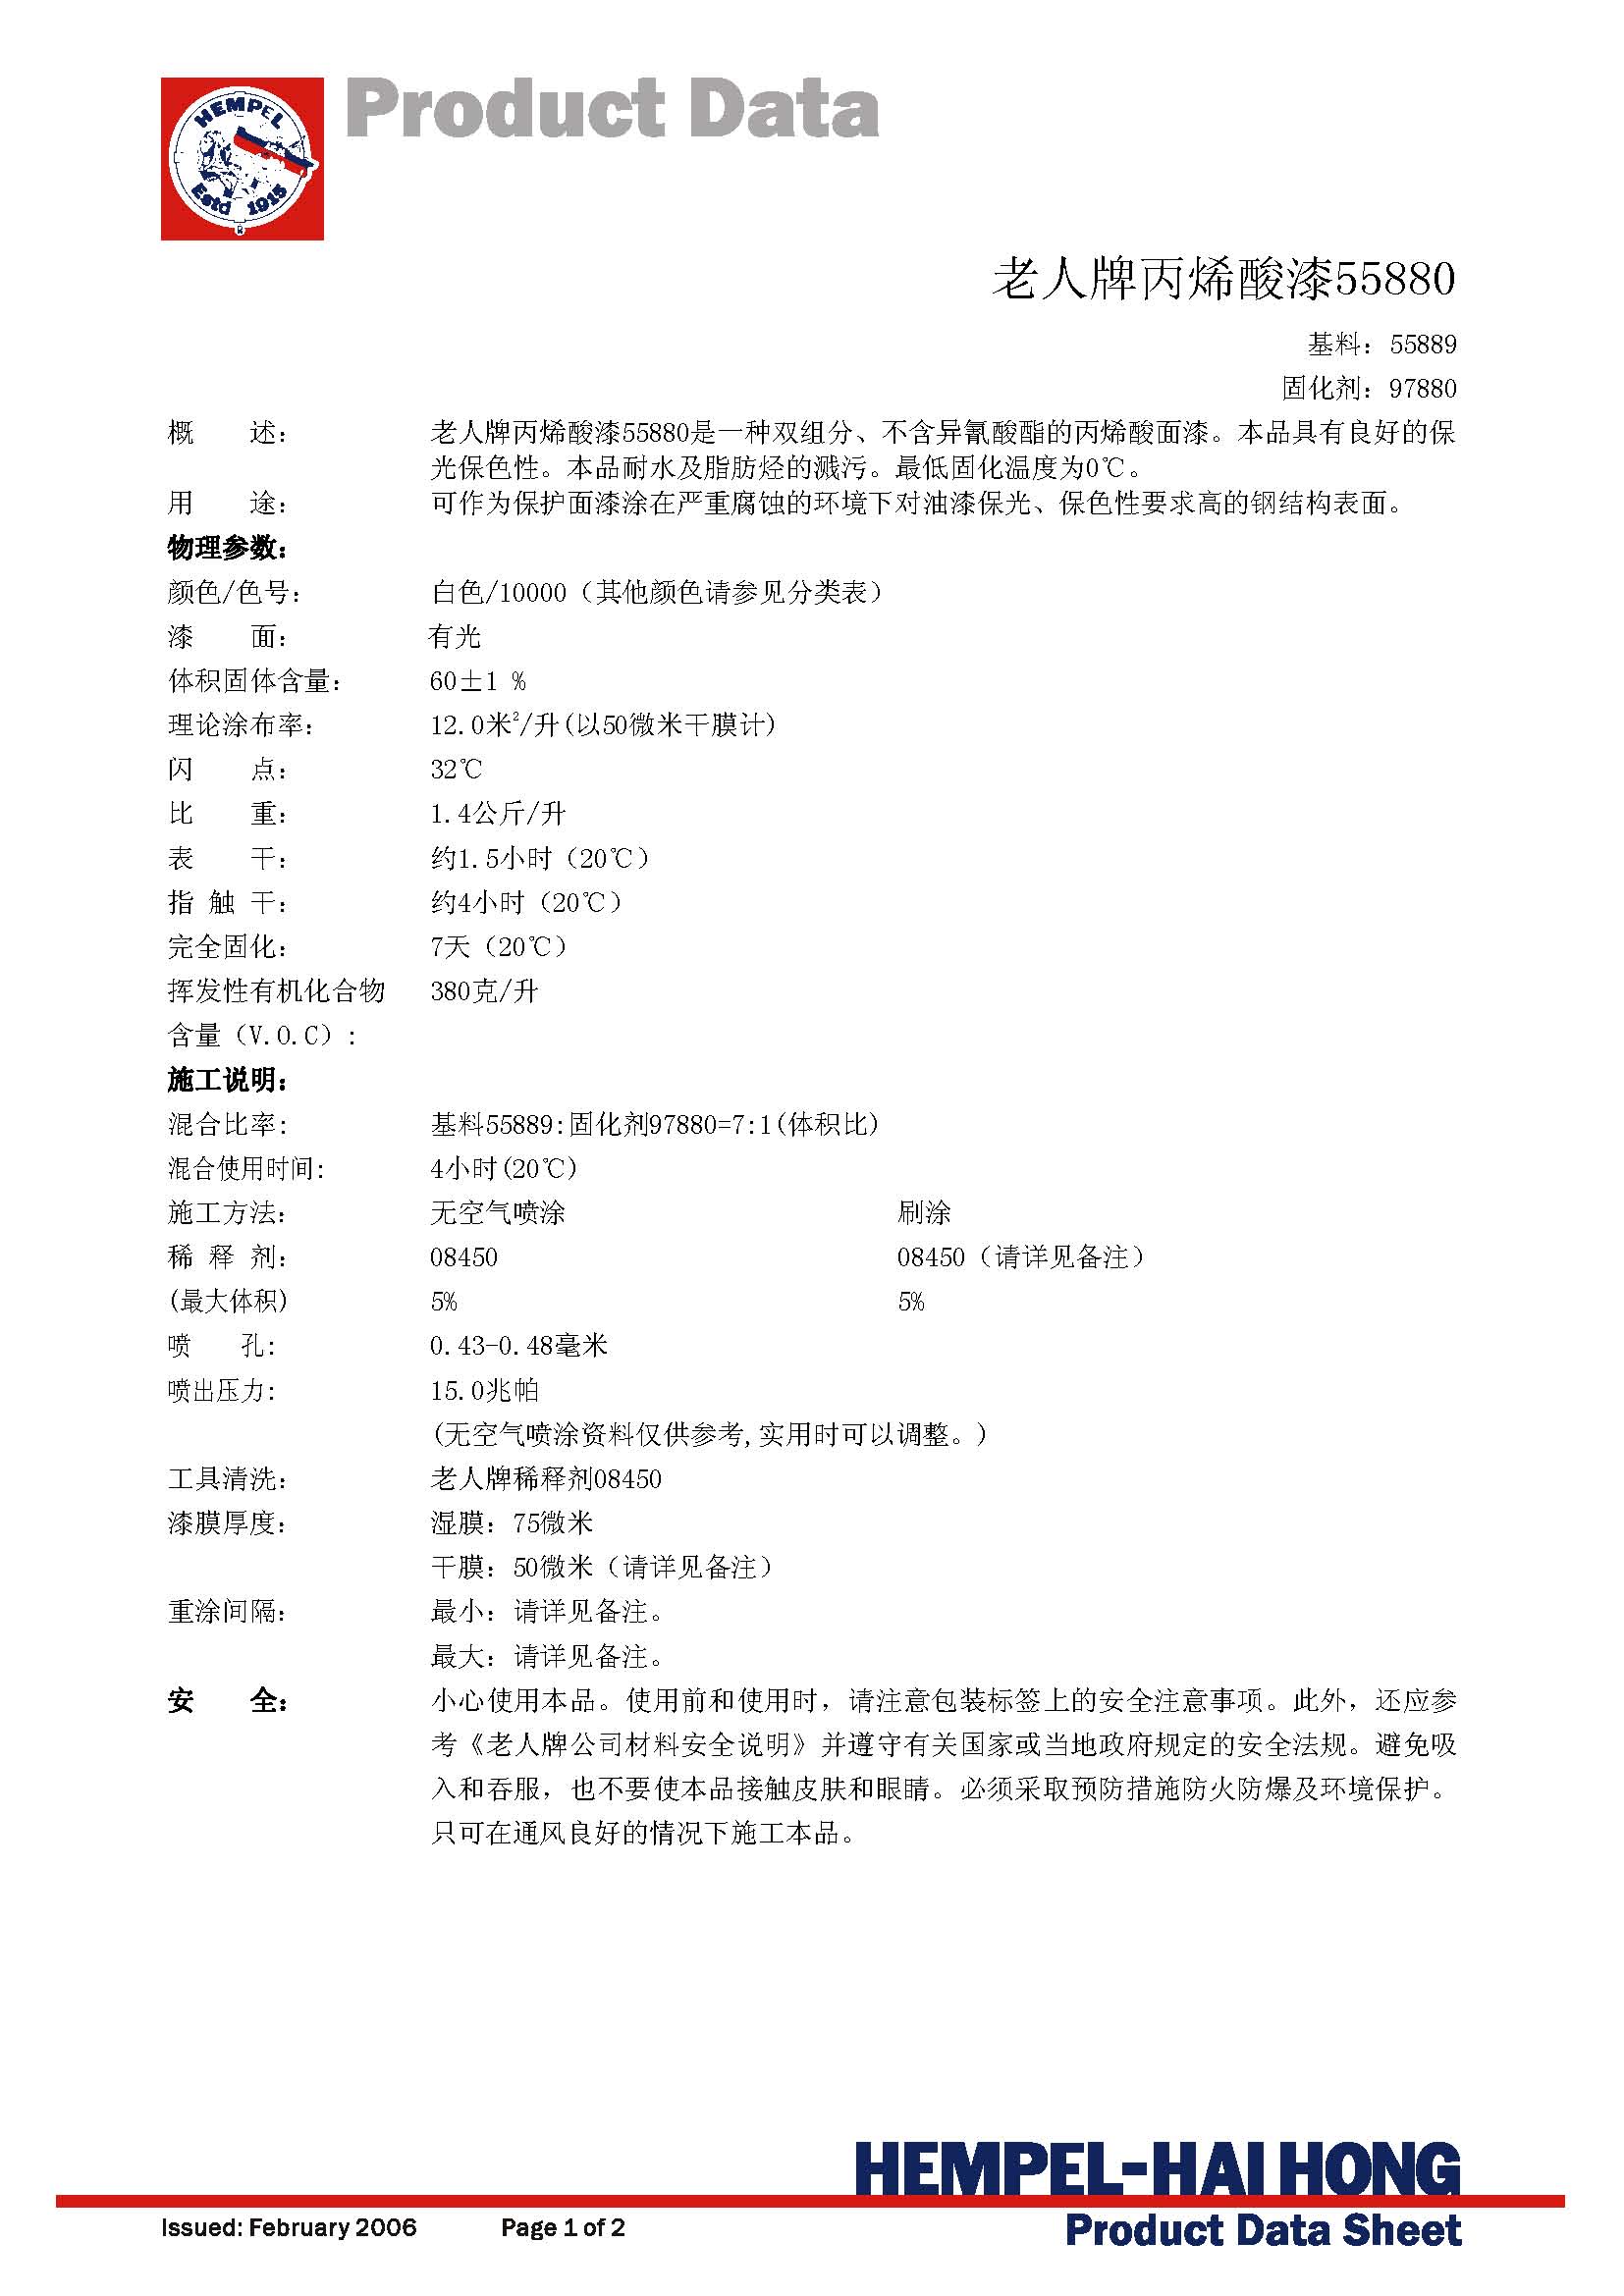 HEMPEL
Estd 1915
Product Data
老人牌丙烯酸漆55880
基料：55889
固化剂：97880
概　　述： 老人牌丙烯酸漆55880是一种双组分、不含异氰酸酯的丙烯酸面漆。本品具有良好的保
光保色性。本品耐水及脂肪烃的溅污。最低固化温度为0℃。
用　　途： 可作为保护面漆涂在严重腐蚀的环境下对油漆保光、保色性要求高的钢结构表面。
物理参数：
颜色/色号： 白色/10000（其他颜色请参见分类表）
漆　　面： 有光
体积固体含量： 60±1 %
理论涂布率： 12.0米²/升(以50微米干膜计)
闪　　点： 32℃
比　　重： 1.4公斤/升
表　　干： 约1.5小时（20℃）
指 触 干： 约4小时（20℃）
完全固化： 7天（20℃）
挥发性有机化合物 380克/升
含量（V.O.C）:
施工说明：
混合比率: 基料55889:固化剂97880=7:1(体积比)
混合使用时间: 4小时(20℃)
施工方法： 无空气喷涂 刷涂
稀 释 剂： 08450 08450（请详见备注）
(最大体积) 5% 5%
喷　　孔: 0.43-0.48毫米
喷出压力: 15.0兆帕
(无空气喷涂资料仅供参考,实用时可以调整。)
工具清洗： 老人牌稀释剂08450
漆膜厚度： 湿膜：75微米
干膜：50微米（请详见备注）
重涂间隔： 最小：请详见备注。
最大：请详见备注。
安　　全： 小心使用本品。使用前和使用时，请注意包装标签上的安全注意事项。此外，还应参
考《老人牌公司材料安全说明》并遵守有关国家或当地政府规定的安全法规。避免吸
入和吞服，也不要使本品接触皮肤和眼睛。必须采取预防措施防火防爆及环境保护。
只可在通风良好的情况下施工本品。
HEMPEL-HAI HONG
Issued: February 2006 Page 1 of 2 Product Data Sheet